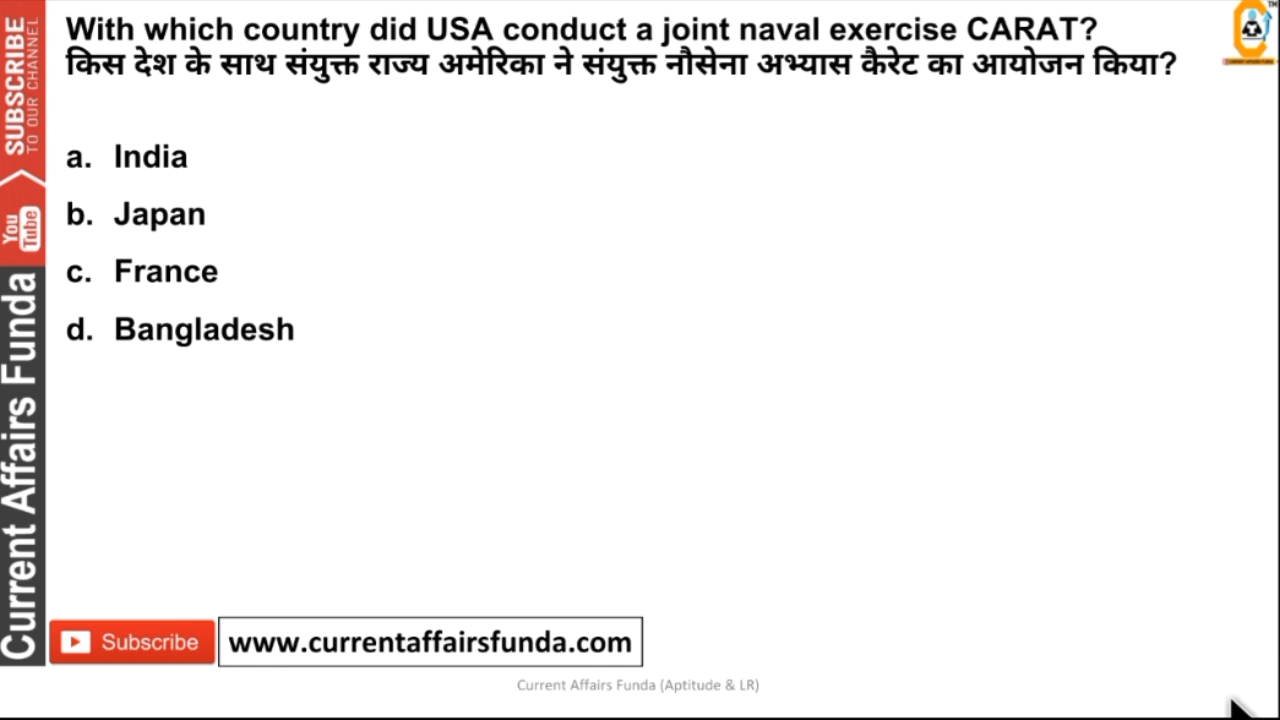 With which country did USA conduct a joint naval exercise CARAT?
किस देश के साथ संयुक्त राज्य अमेरिका ने संयुक्त नौसेना अभ्यास कैरेट का आयोजन किया?
a. India
b. Japan
c. France
d. Bangladesh
SUBSCRIBE
TO OUR CHANNEL
You
Tube
Current Affairs Funda
Subscribe
www.currentaffairsfunda.com
Current Affairs Funda (Aptitude & LR)